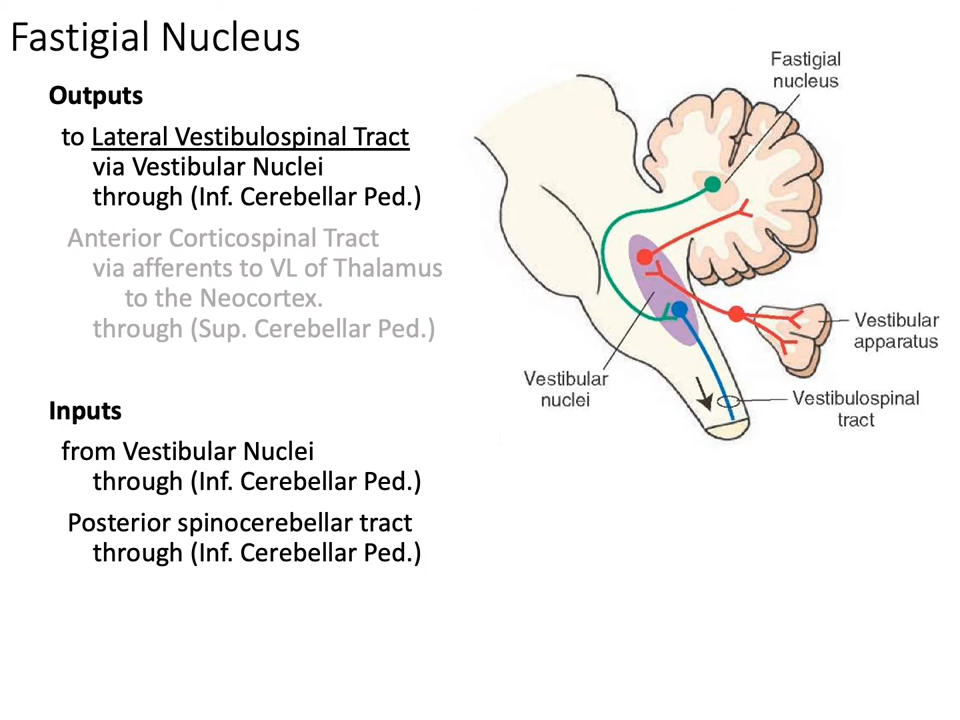 Fastigial Nucleus
Outputs
to Lateral Vestibulospinal Tract
via Vestibular Nuclei
through (Inf. Cerebellar Ped.)
Anterior Corticospinal Tract
via afferents to VL of Thalamus
to the Neocortex.
through (Sup. Cerebellar Ped.)
Inputs
from Vestibular Nuclei
through (Inf. Cerebellar Ped.)
Posterior spinocerebellar tract
through (Inf. Cerebellar Ped.)
Fastigial
nucleus
Vestibular
apparatus
Vestibular
nuclei
Vestibulospinal
tract